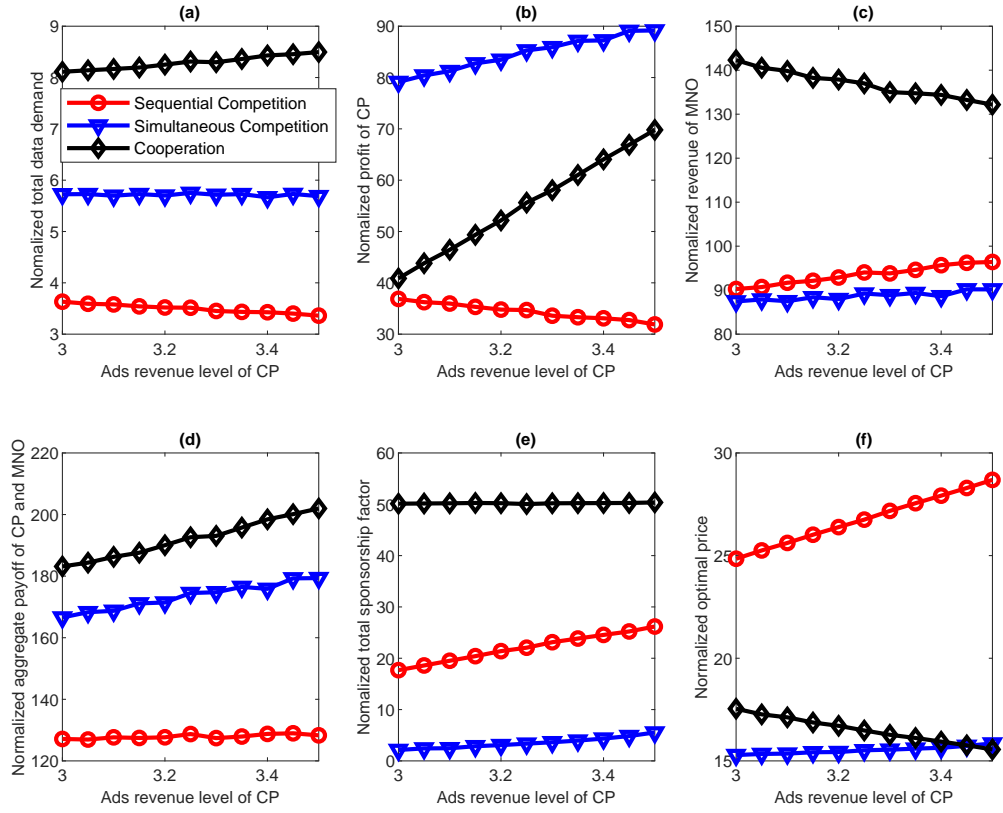 (a)
9
8
7
6
5
4
3
3
3.2
3.4
Nomalized total data demand
Ads revenue level of CP
Sequential Competition
Simultaneous Competition
Cooperation
(b)
90
80
70
60
50
40
30
3
3.2
3.4
Nomalized profit of CP
Ads revenue level of CP
(c)
150
140
130
120
110
100
90
80
3
3.2
3.4
Nomalized revenue of MNO
Ads revenue level of CP
(d)
220
200
180
160
140
120
3
3.2
3.4
Nomalized aggregate payoff of CP and MNO
Ads revenue level of CP
(e)
60
50
40
30
20
10
0
3
3.2
3.4
Nomalized total sponsorship factor
Ads revenue level of CP
(f)
30
25
20
15
3
3.2
3.4
Normalized optimal price
Ads revenue level of CP